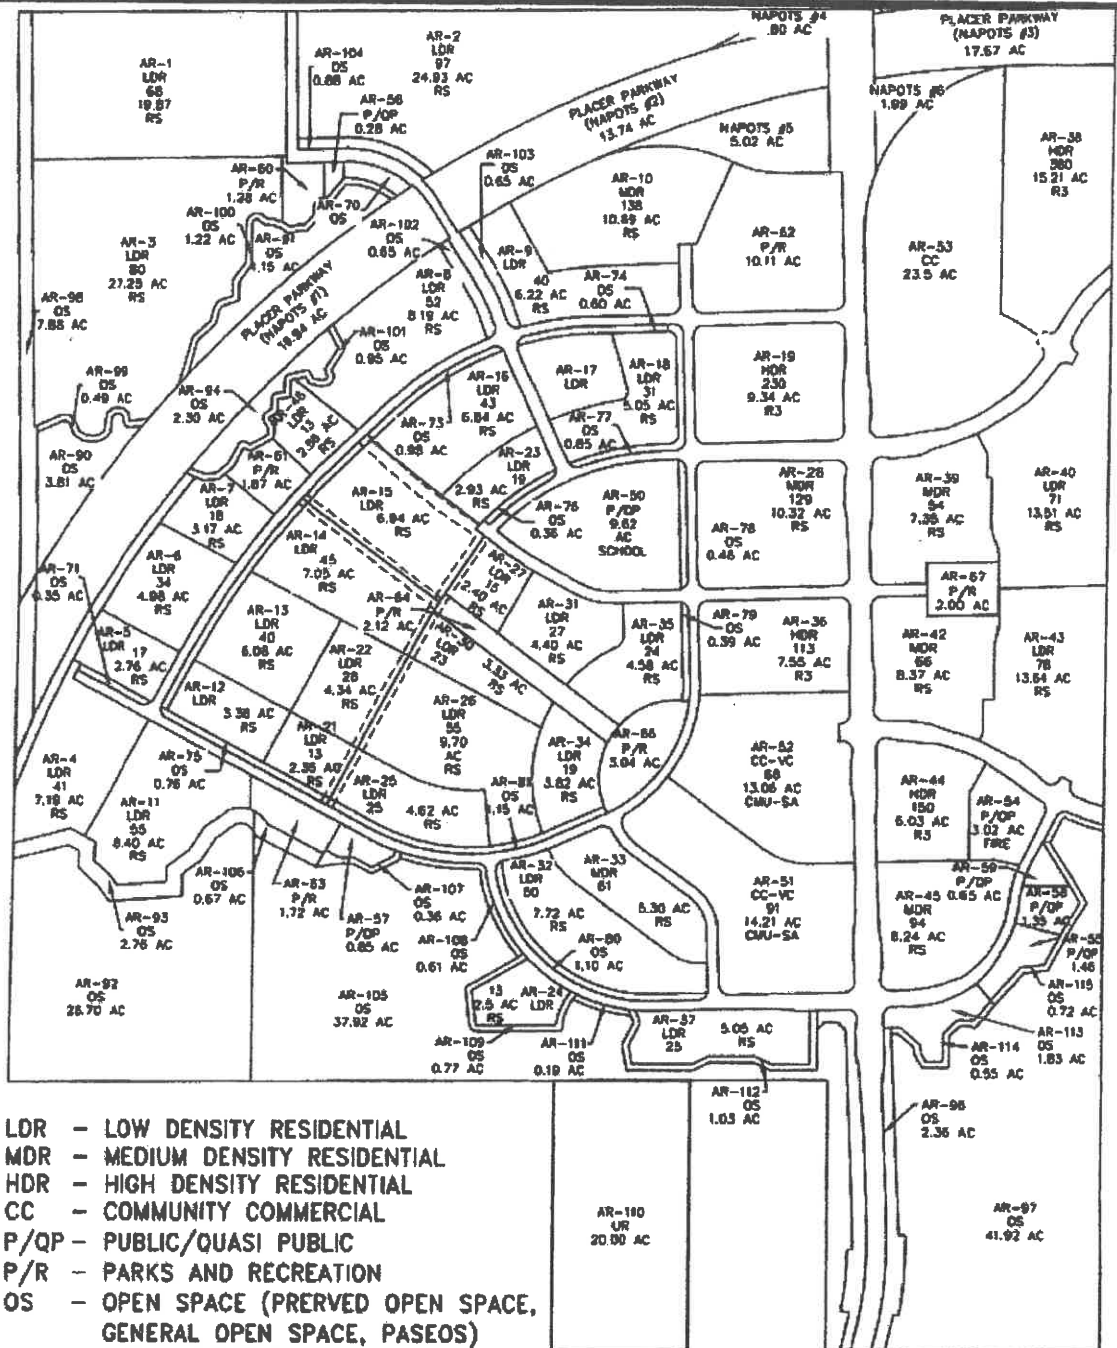 NAPOTS #4
.80 AC
PLACER PARKWAY
(NAPOTS #3)
17.67 AC
AR-1
LDR
68
19.87
RS
AR-104
OS
0.88 AC
AR-2
LDR
97
24.93 AC
RS
AR-56
P/QP
0.28 AC
PLACER PARKWAY
(NAPOTS #2)
13.74 AC
NAPOTS #5
5.02 AC
NAPOTS #6
1.99 AC
AR-38
HDR
380
15.21 AC
R3
AR-60
P/R
1.28 AC
AR-70
OS
AR-103
OS
0.65 AC
AR-10
MDR
138
10.89 AC
RS
AR-62
P/R
10.11 AC
AR-53
CC
23.5 AC
AR-100
OS
1.22 AC
AR-91
OS
1.15 AC
AR-102
OS
0.65 AC
AR-3
LDR
80
27.25 AC
RS
AR-8
LDR
52
8.19 AC
RS
AR-9
LDR
40
6.22 AC
RS
AR-74
OS
0.60 AC
AR-98
OS
7.88 AC
PLACER PARKWAY
(NAPOTS #1)
AR-101
OS
0.95 AC
AR-99
OS
0.49 AC
AR-94
OS
2.30 AC
AR-16
LDR
43
6.84 AC
RS
AR-17
LDR
AR-18
LDR
31
5.05 AC
RS
AR-19
HDR
230
9.34 AC
R3
AR-73
OS
0.98 AC
AR-77
OS
0.85 AC
LDR
13
RS
AR-90
OS
3.81 AC
AR-61
P/R
1.87 AC
AR-23
LDR
19
2.93 AC
RS
AR-7
LDR
18
3.17 AC
RS
AR-15
LDR
6.94 AC
RS
AR-76
OS
0.36 AC
AR-50
P/QP
9.62
AC
SCHOOL
AR-28
MDR
129
10.32 AC
RS
AR-78
OS
0.46 AC
AR-39
MDR
54
7.35 AC
RS
AR-40
LDR
71
13.51 AC
RS
AR-14
LDR
45
7.05 AC
RS
AR-6
LDR
34
4.98 AC
RS
AR-71
OS
0.35 AC
AR-27
LDR
16
2.40 AC
RS
AR-67
P/R
2.00 AC
AR-64
P/R
2.12 AC
AR-13
LDR
40
6.08 AC
RS
AR-31
LDR
27
4.40 AC
RS
AR-35
LDR
24
4.58 AC
RS
AR-79
OS
0.39 AC
AR-36
HDR
113
7.55 AC
R3
AR-42
MDR
66
8.37 AC
RS
AR-43
LDR
78
13.64 AC
RS
AR-5
LDR
17
2.76 AC
RS
AR-30
LDR
23
3.33 AC
RS
AR-22
LDR
28
4.34 AC
RS
AR-12
LDR
3.38 AC
RS
AR-26
LDR
55
9.70
AC
RS
AR-21
LDR
13
2.35 AC
RS
AR-34
LDR
19
3.82 AC
RS
AR-66
P/R
3.04 AC
AR-52
CC-VC
68
13.06 AC
CMU-SA
AR-4
LDR
41
7.19 AC
RS
AR-75
OS
0.76 AC
AR-25
LDR
25
4.62 AC
RS
OS
1.15 AC
AR-44
HDR
150
6.03 AC
R3
AR-54
P/QP
3.02 AC
FIRE
AR-11
LDR
55
8.40 AC
RS
AR-106
OS
0.67 AC
AR-63
P/R
1.72 AC
AR-57
P/QP
0.85 AC
AR-107
OS
0.36 AC
AR-32
LDR
60
7.72 AC
RS
AR-33
MDR
61
5.30 AC
RS
AR-51
CC-VC
91
14.21 AC
CMU-SA
AR-59
P/QP
0.65 AC
AR-45
MDR
94
8.24 AC
RS
AR-58
P/QP
1.35 AC
AR-55
P/QP
1.46
AR-93
OS
2.76 AC
AR-108
OS
0.61 AC
AR-80
OS
1.10 AC
AR-92
OS
28.70 AC
AR-105
OS
37.92 AC
13
2.5 AC
RS
AR-24
LDR
AR-115
OS
0.72 AC
AR-37
LDR
25
5.05 AC
RS
AR-109
OS
0.77 AC
AR-111
OS
0.19 AC
AR-113
OS
1.83 AC
AR-114
OS
0.55 AC
AR-112
OS
1.03 AC
AR-96
OS
2.36 AC
AR-110
UR
20.00 AC
AR-97
OS
41.92 AC
LDR - LOW DENSITY RESIDENTIAL
MDR - MEDIUM DENSITY RESIDENTIAL
HDR - HIGH DENSITY RESIDENTIAL
CC - COMMUNITY COMMERCIAL
P/QP - PUBLIC/QUASI PUBLIC
P/R - PARKS AND RECREATION
OS - OPEN SPACE (PRERVED OPEN SPACE,
GENERAL OPEN SPACE, PASEOS)